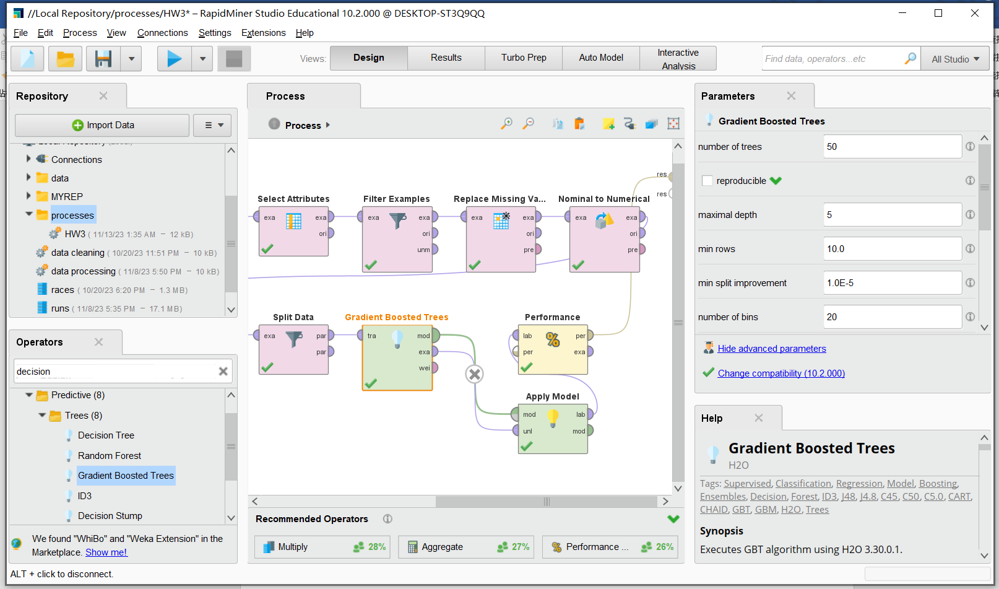 //Local Repository/processes/HW3* – RapidMiner Studio Educational 10.2.000 @ DESKTOP-ST3Q9QQ
File Edit Process View Connections Settings Extensions Help
Views: Design Results Turbo Prep Auto Model Interactive Analysis
Find data, operators...etc
All Studio
Repository
Import Data
Connections
data
MYREP
processes
HW3 ( 11/13/23 1:35 AM – 12 kB)
data cleaning ( 10/20/23 11:51 PM – 10 kB)
data processing ( 11/8/23 5:50 PM – 10 kB)
races ( 10/20/23 6:20 PM – 1.3 MB)
runs ( 11/8/23 5:35 PM – 17.1 MB)
Operators
decision
Predictive (8)
Trees (8)
Decision Tree
Random Forest
Gradient Boosted Trees
ID3
Decision Stump
We found "WhiBo" and "Weka Extension" in the
Marketplace. Show me!
ALT + click to disconnect.
Process
Process
res
res
Select Attributes
exa exa
ori
Filter Examples
exa exa
ori
unm
Replace Missing Va...
exa exa
ori
pre
Nominal to Numerical
exa exa
ori
pre
Split Data
exa par
par
Gradient Boosted Trees
tra mod
exa
wei
Performance
lab per
per exa
%
Apply Model
mod lab
unl mod
Recommended Operators
Multiply 28%
Aggregate 27%
Performance ... 26%
Parameters
Gradient Boosted Trees
number of trees 50
reproducible
maximal depth 5
min rows 10.0
min split improvement 1.0E-5
number of bins 20
Hide advanced parameters
Change compatibility (10.2.000)
Help
Gradient Boosted Trees
H2O
Tags: Supervised, Classification, Regression, Model, Boosting,
Ensembles, Decision, Forest, ID3, J48, J4.8, C45, C50, C5.0, CART,
CHAID, GBT, GBM, H2O, Trees
Synopsis
Executes GBT algorithm using H2O 3.30.0.1.